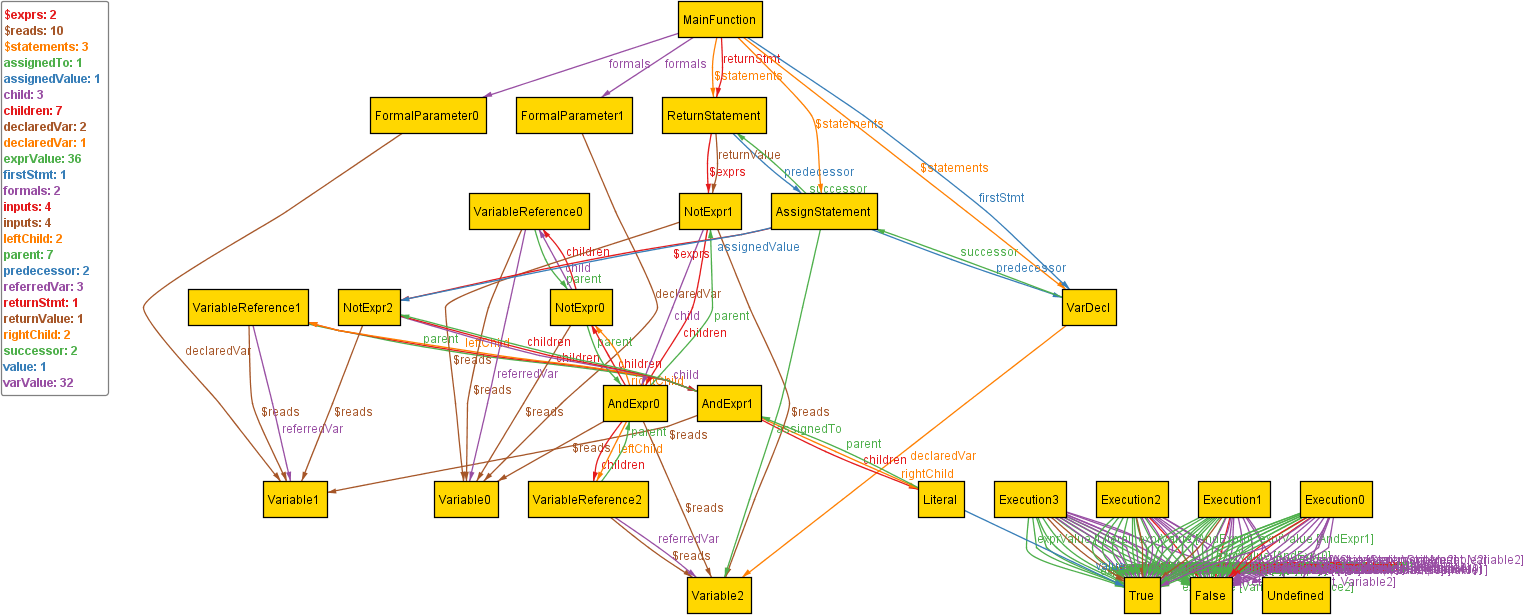 $exprs: 2
$reads: 10
$statements: 3
assignedTo: 1
assignedValue: 1
child: 3
children: 7
declaredVar: 2
declaredVar: 1
exprValue: 36
firstStmt: 1
formals: 2
inputs: 4
inputs: 4
leftChild: 2
parent: 7
predecessor: 2
referredVar: 3
returnStmt: 1
returnValue: 1
rightChild: 2
successor: 2
value: 1
varValue: 32
MainFunction
formals
formals
returnStmt
$statements
FormalParameter0
FormalParameter1
ReturnStatement
$statements
$statements
firstStmt
returnValue
$exprs
predecessor
successor
VariableReference0
NotExpr1
AssignStatement
children
child
parent
$exprs
assignedValue
successor
predecessor
VariableReference1
NotExpr2
NotExpr0
VarDecl
declaredVar
child
parent
children
declaredVar
$reads
parent
leftChild
children
children
parent
children
rightChild
child
referredVar
$reads
AndExpr0
AndExpr1
$reads
referredVar
$reads
$reads
$reads
parent
leftChild
children
$reads
$reads
assignedTo
parent
children
rightChild
declaredVar
Variable1
Variable0
VariableReference2
Literal
Execution3
Execution2
Execution1
Execution0
$reads
referredVar
$reads
Variable2
True
False
Undefined